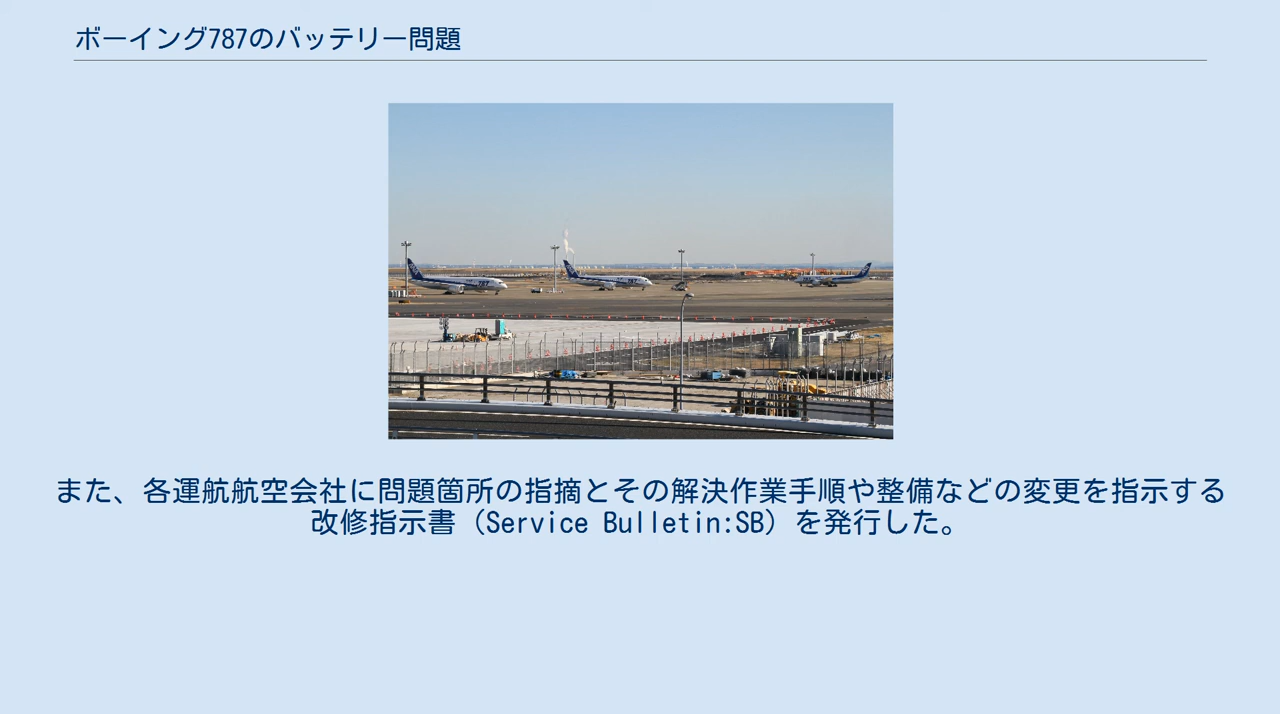 ボーイング787のバッテリー問題
また、各運航航空会社に問題箇所の指摘とその解決作業手順や整備などの変更を指示する
改修指示書（Service Bulletin:SB）を発行した。